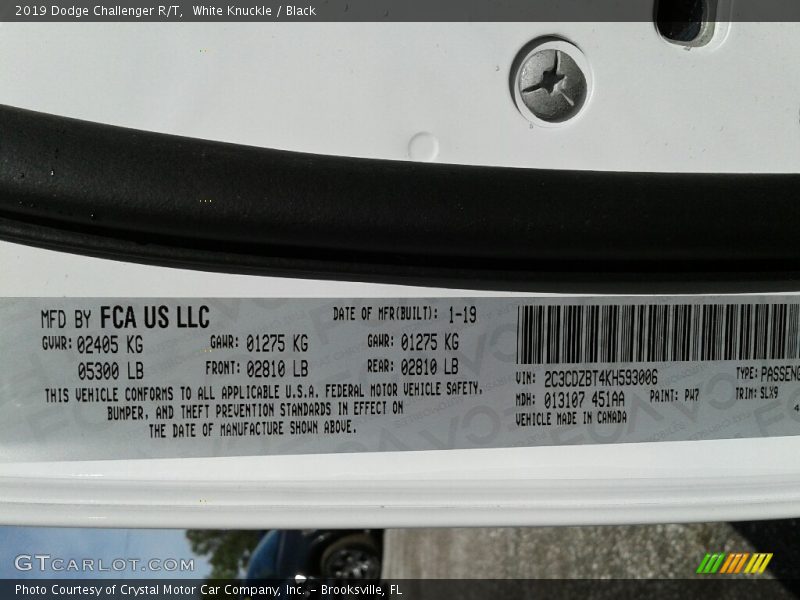 2019 Dodge Challenger R/T, White Knuckle / Black
MFD BY FCA US LLC
DATE OF MFR(BUILT): 1-19
GVWR: 02405 KG GAWR: 01275 KG GAWR: 01275 KG
05300 LB FRONT: 02810 LB REAR: 02810 LB
THIS VEHICLE CONFORMS TO ALL APPLICABLE U.S.A. FEDERAL MOTOR VEHICLE SAFETY,
BUMPER, AND THEFT PREVENTION STANDARDS IN EFFECT ON
THE DATE OF MANUFACTURE SHOWN ABOVE.
VIN: 2C3CDZBT4KH593006 TYPE: PASSENG
MDH: 013107 451AA PAINT: PW7 TRIM: SLX9
VEHICLE MADE IN CANADA 4
GTCARLOT.COM
Photo Courtesy of Crystal Motor Car Company, Inc. – Brooksville, FL